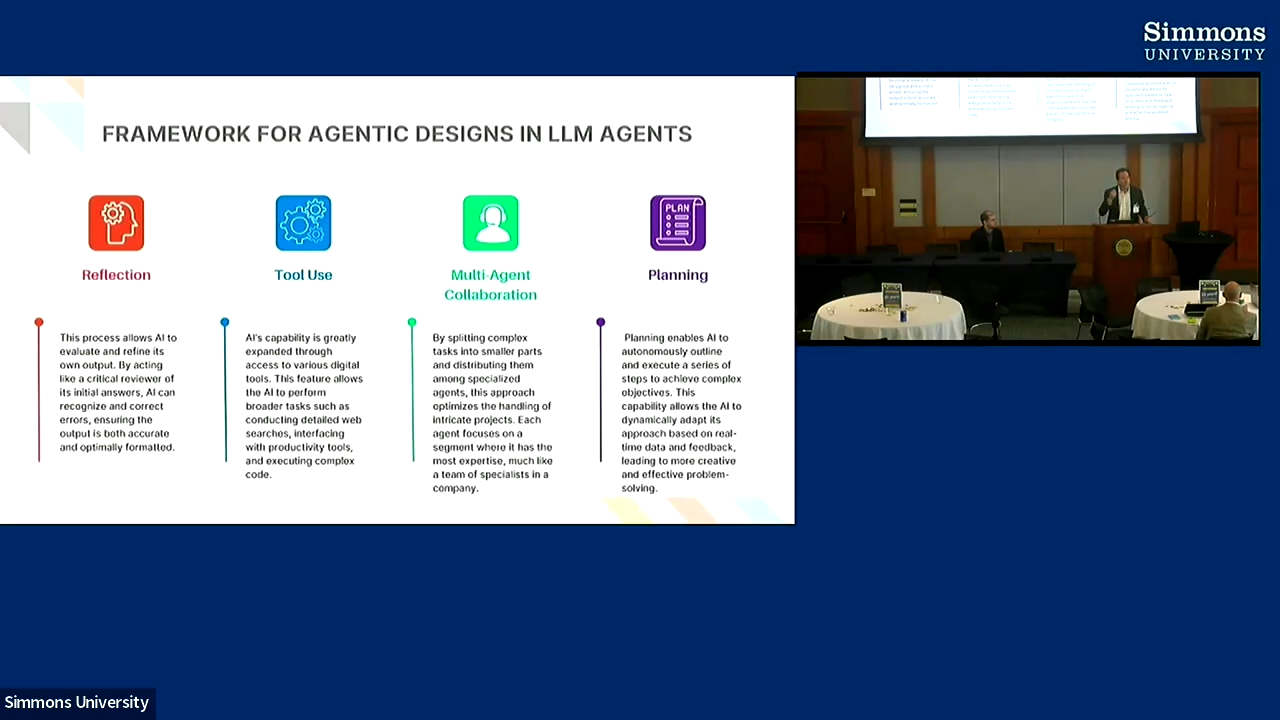 Simmons
UNIVERSITY
FRAMEWORK FOR AGENTIC DESIGNS IN LLM AGENTS
Reflection
This process allows AI to
evaluate and refine its
own output. By acting
like a critical reviewer of
its initial answers, AI can
recognize and correct
errors, ensuring the
output is both accurate
and optimally formatted.
Tool Use
AI's capability is greatly
expanded through
access to various digital
tools. This feature allows
the AI to perform
broader tasks such as
conducting detailed web
searches, interfacing
with productivity tools,
and executing complex
code.
Multi-Agent
Collaboration
By splitting complex
tasks into smaller parts
and distributing them
among specialized
agents, this approach
optimizes the handling of
intricate projects. Each
agent focuses on a
segment where it has the
most expertise, much like
a team of specialists in a
company.
PLAN
Planning
Planning enables AI to
autonomously outline
and execute a series of
steps to achieve complex
objectives. This
capability allows the AI to
dynamically adapt its
approach based on real-
time data and feedback,
leading to more creative
and effective problem-
solving.
Simmons University